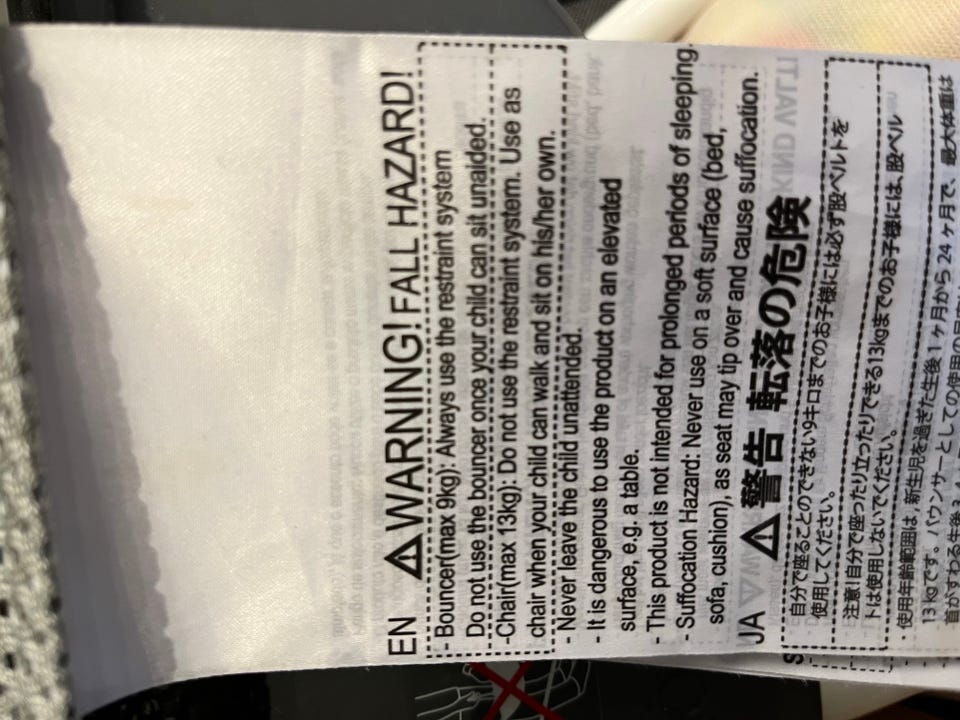 EN ⚠WARNING! FALL HAZARD!
- Bouncer(max 9kg): Always use the restraint system
Do not use the bouncer once your child can sit unaided.
-Chair(max 13kg): Do not use the restraint system. Use as
chair when your child can walk and sit on his/her own.
- Never leave the child unattended.
- It is dangerous to use the product on an elevated
surface, e.g. a table.
- This product is not intended for prolonged periods of sleeping.
- Suffocation Hazard: Never use on a soft surface (bed,
sofa, cushion), as seat may tip over and cause suffocation.
JA ⚠警告 転落の危険
自分で座ることのできない9キロまでのお子様には必ず股ベルトを
使用してください。
注意!自分で座ったり立ったりできる13kgまでのお子様には、股ベル
トは使用しないでください。
使用年齢範囲は、新生児を過ぎた生後1ヶ月から24ヶ月で、最大体重は
13kgです。バウンサーとしての使用の
首がすわる生後3